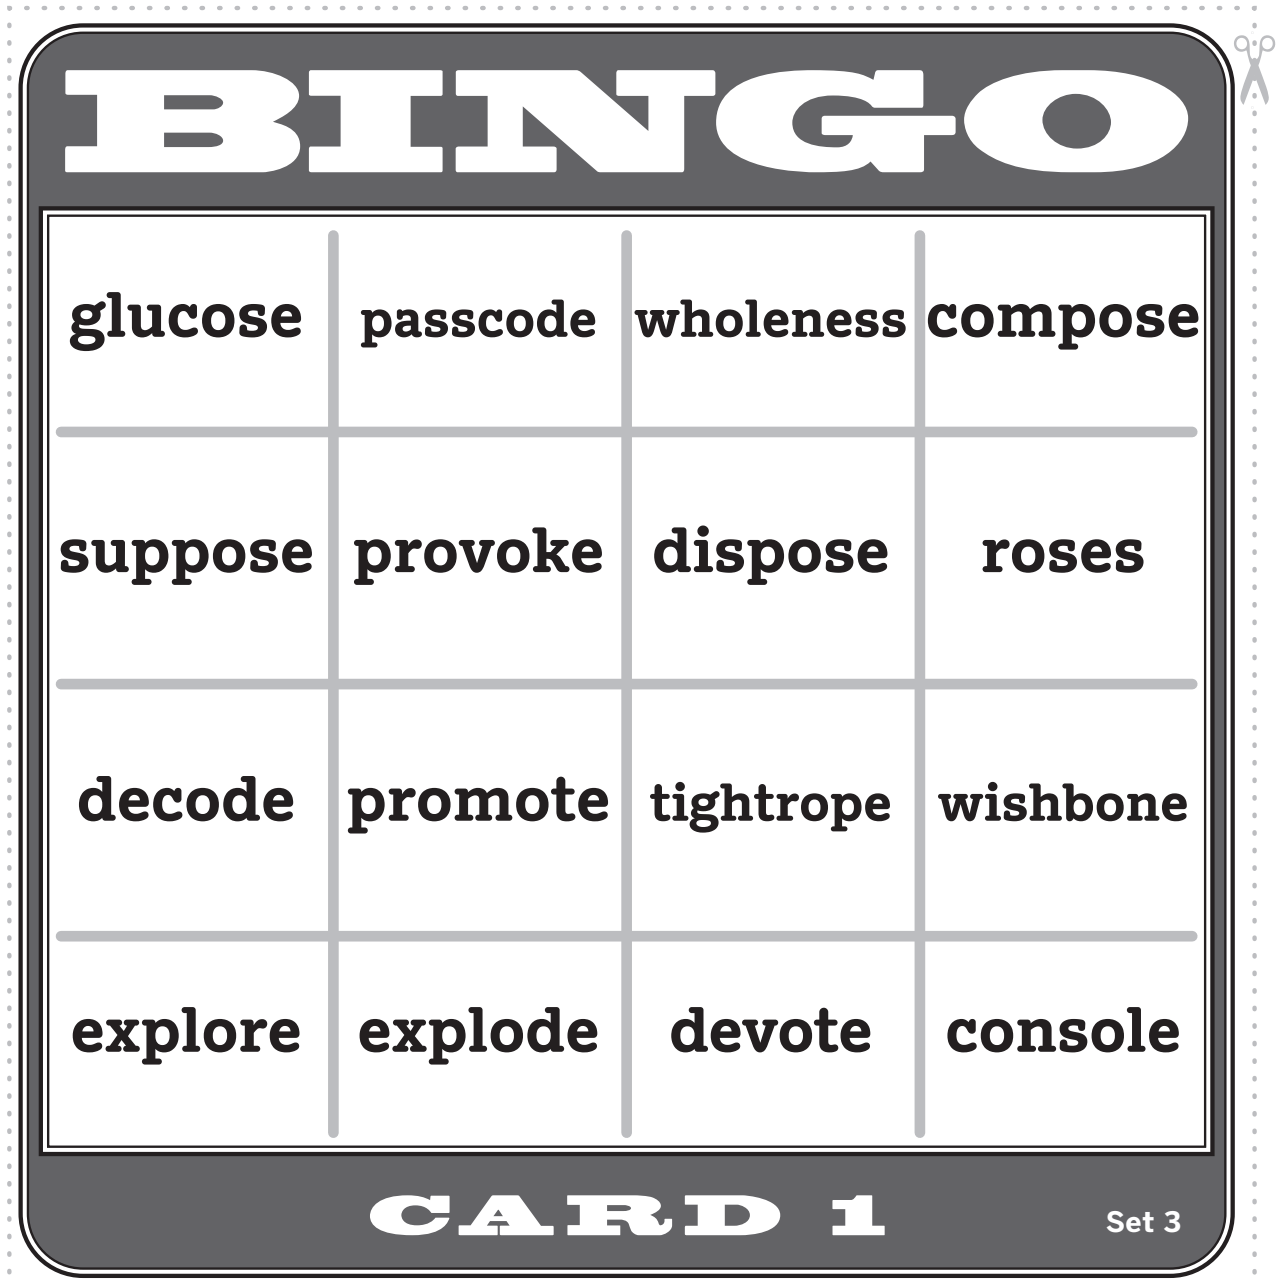 BINGO
glucose passcode wholeness compose
suppose provoke dispose roses
decode promote tightrope wishbone
explore explode devote console
CARD 1
Set 3